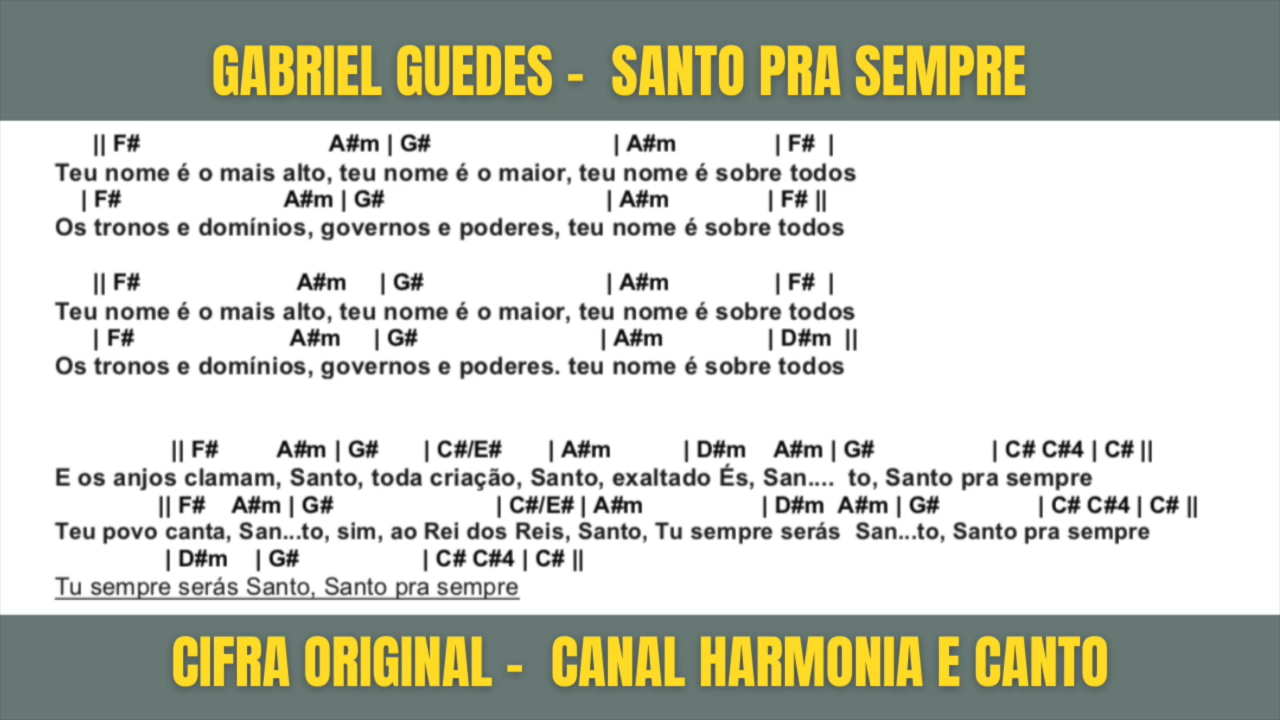 GABRIEL GUEDES - SANTO PRA SEMPRE
|| F# A#m | G# | A#m | F# |
Teu nome é o mais alto, teu nome é o maior, teu nome é sobre todos
| F# A#m | G# | A#m | F# ||
Os tronos e domínios, governos e poderes, teu nome é sobre todos
|| F# A#m | G# | A#m | F# |
Teu nome é o mais alto, teu nome é o maior, teu nome é sobre todos
| F# A#m | G# | A#m | D#m ||
Os tronos e domínios, governos e poderes. teu nome é sobre todos
|| F# A#m | G# | C#/E# | A#m | D#m A#m | G# | C# C#4 | C# ||
E os anjos clamam, Santo, toda criação, Santo, exaltado És, San.... to, Santo pra sempre
|| F# A#m | G# | C#/E# | A#m | D#m A#m | G# | C# C#4 | C# ||
Teu povo canta, San...to, sim, ao Rei dos Reis, Santo, Tu sempre serás San...to, Santo pra sempre
| D#m | G# | C# C#4 | C# ||
Tu sempre serás Santo, Santo pra sempre
CIFRA ORIGINAL - CANAL HARMONIA E CANTO